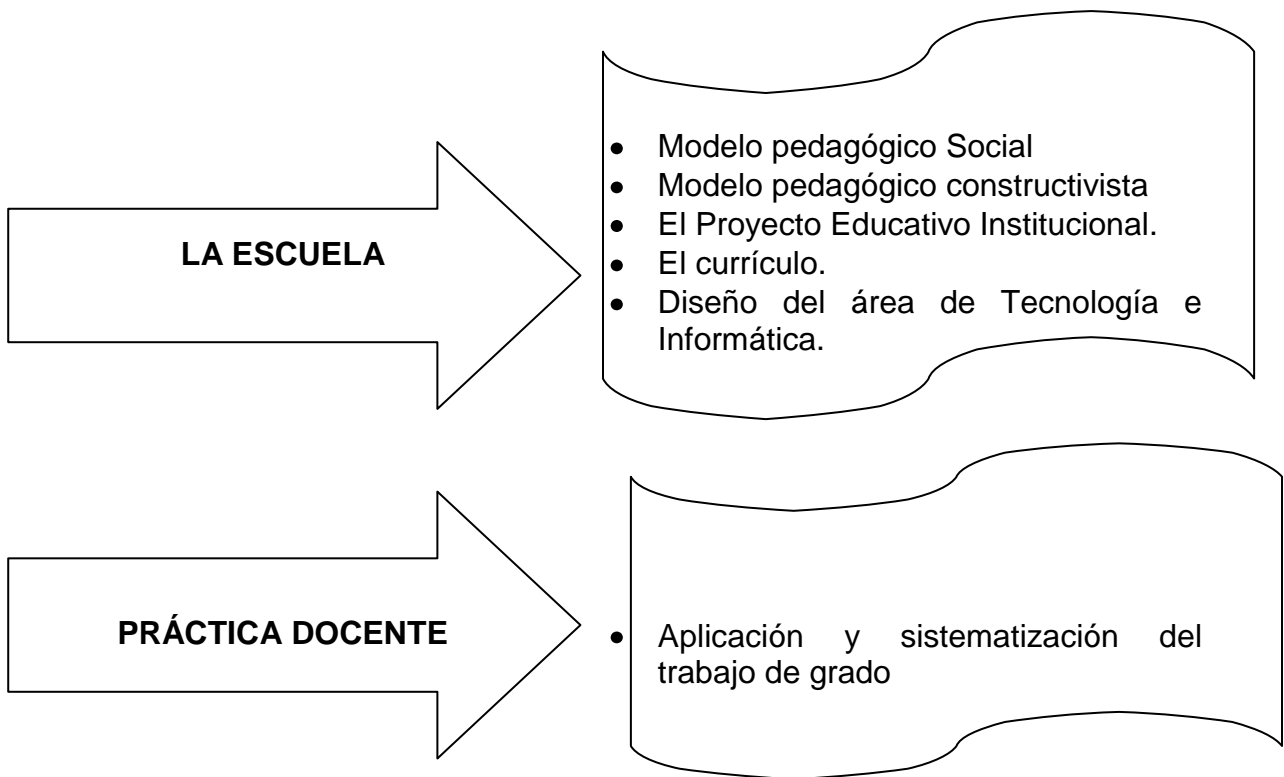 LA ESCUELA
• Modelo pedagógico Social
• Modelo pedagógico constructivista
• El Proyecto Educativo Institucional.
• El currículo.
• Diseño del área de Tecnología e
Informática.
PRÁCTICA DOCENTE
• Aplicación y sistematización del
trabajo de grado